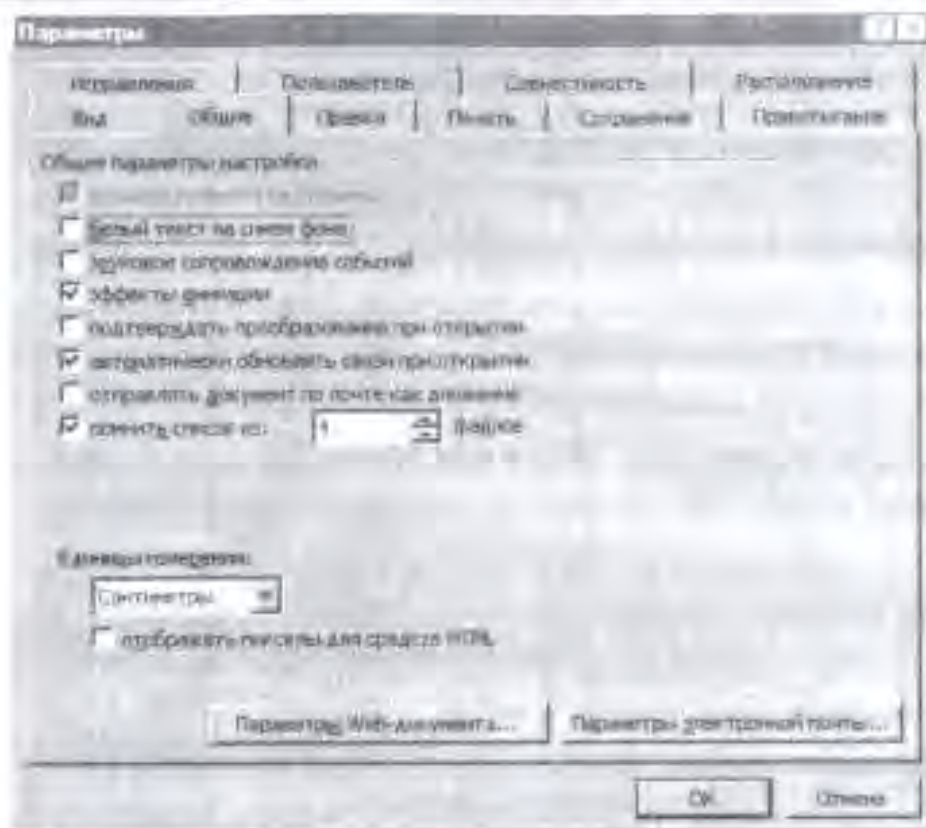 Параметры
Исправления Пользователь Совместимость Расположение
Вид Общие Правка Печать Сохранение Правописание
Общие параметры настройки
белый текст на синем фоне
звуковое сопровождение событий
эффекты анимации
подтверждать преобразование при открытии
автоматически обновлять связи при открытии
отправлять документ по почте как вложение
помнить список из: файлов
Единицы измерения:
Сантиметры
отображать пикселы для средств HTML
Параметры Web-документа... Параметры электронной почты...
OK Отмена